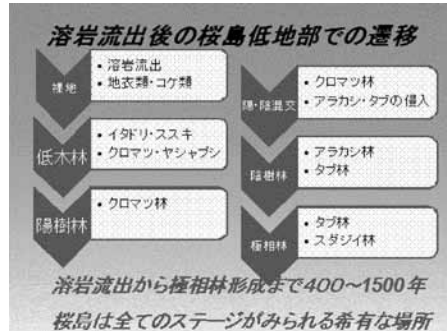 溶岩流出後の桜島低地部での遷移
裸地
• 溶岩流出
• 地衣類・コケ類
低木林
• イタドリ・ススキ
• クロマツ・ヤシャブシ
陽樹林
• クロマツ林
陽・陰混交
• クロマツ林
• アラカシ・タブの侵入
陰樹林
• アラカシ林
• タブ林
極相林
• タブ林
• スダジイ林
溶岩流出から極相林形成まで400～1500年
桜島は全てのステージがみられる希有な場所